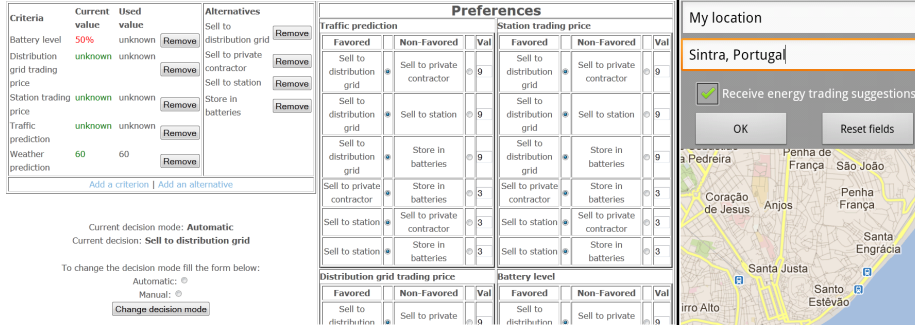 Criteria Current value Used value
Battery level 50% unknown Remove
Distribution grid trading price unknown unknown Remove
Station trading price unknown unknown Remove
Traffic prediction unknown unknown Remove
Weather prediction 60 60 Remove
Alternatives
Sell to distribution grid Remove
Sell to private contractor Remove
Sell to station Remove
Store in batteries Remove
Add a criterion | Add an alternative
Current decision mode: Automatic
Current decision: Sell to distribution grid
To change the decision mode fill the form below:
Automatic:
Manual:
Change decision mode
Preferences
Traffic prediction
Favored Non-Favored Val
Sell to distribution grid Sell to private contractor 9
Sell to distribution grid Sell to station 9
Sell to distribution grid Store in batteries 9
Sell to private contractor Store in batteries 3
Sell to station Sell to private contractor 3
Sell to station Store in batteries 3
Station trading price
Favored Non-Favored Val
Sell to distribution grid Sell to private contractor 9
Sell to distribution grid Sell to station 9
Sell to distribution grid Store in batteries 9
Sell to private contractor Store in batteries 3
Sell to station Sell to private contractor 3
Sell to station Store in batteries 3
Distribution grid trading price
Favored Non-Favored Val
Sell to distribution Sell to private 9
Battery level
Favored Non-Favored Val
Sell to distribution Sell to private 9
My location
Sintra, Portugal
Receive energy trading suggestions
OK Reset fields
a Pedreira
Penha de França
São João
Coração de Jesus
Anjos
Penha França
Santa Engrácia
Santa Justa
Santo Estêvão
irro Alto